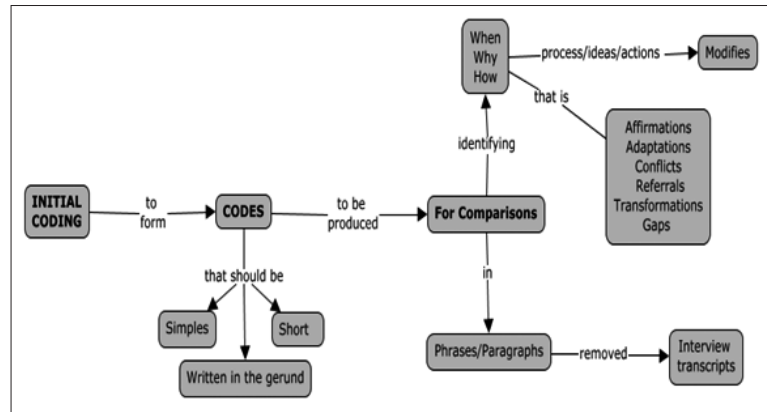 When
Why
How
process/ideas/actions
Modifies
that is
Affirmations
Adaptations
Conflicts
Referrals
Transformations
Gaps
identifying
INITIAL
CODING
to
form
CODES
to be
produced
For Comparisons
that should be
in
Simples
Short
Written in the gerund
Phrases/Paragraphs
removed
Interview
transcripts